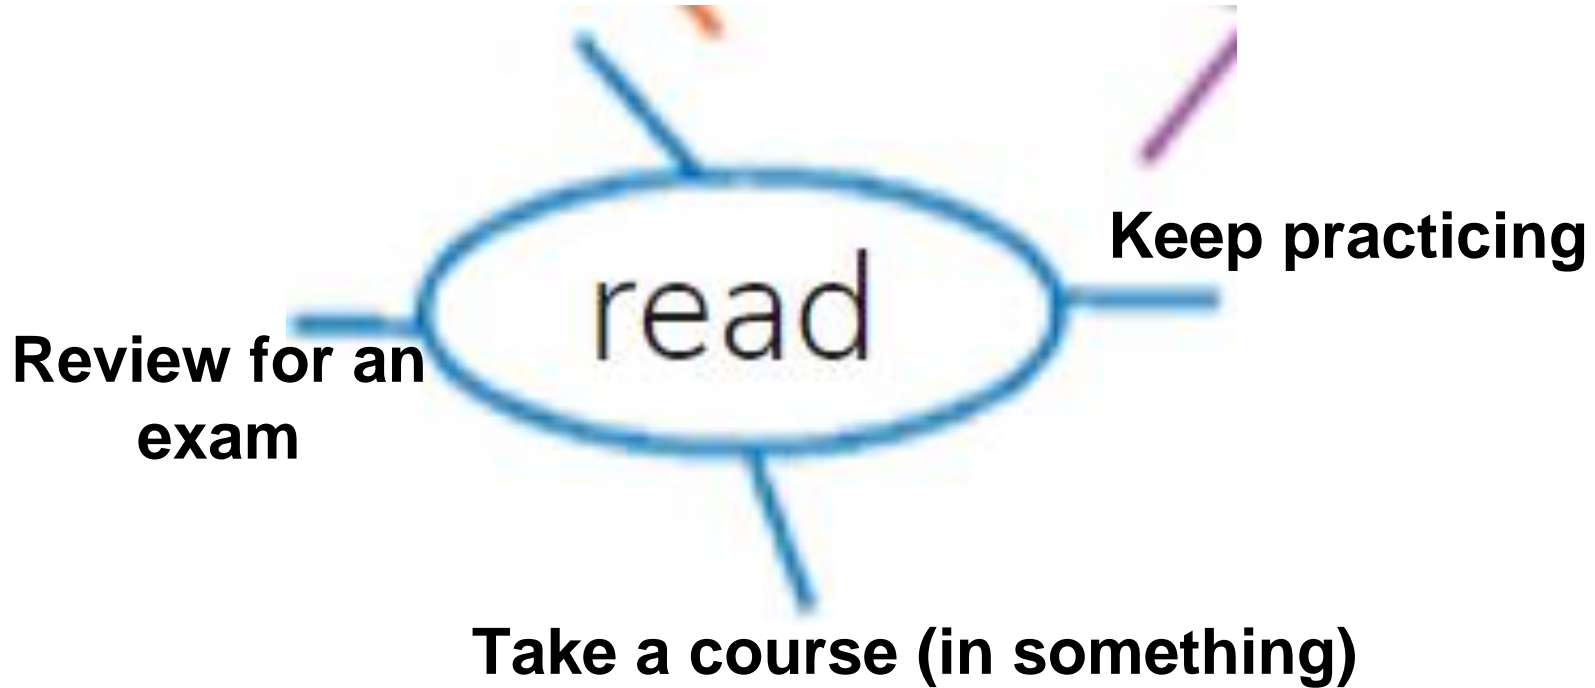 Keep practicing
read
Review for an
exam
Take a course (in something)